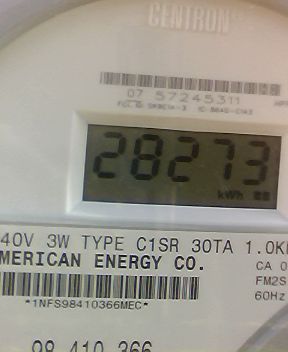 CENTRON
07 57245311
28273
kWh
40V 3W TYPE C1SR 30TA 1.0K
MERICAN ENERGY CO.
CA 0
FM2S
60Hz
*1NFS98410366MEC*
98 410 366